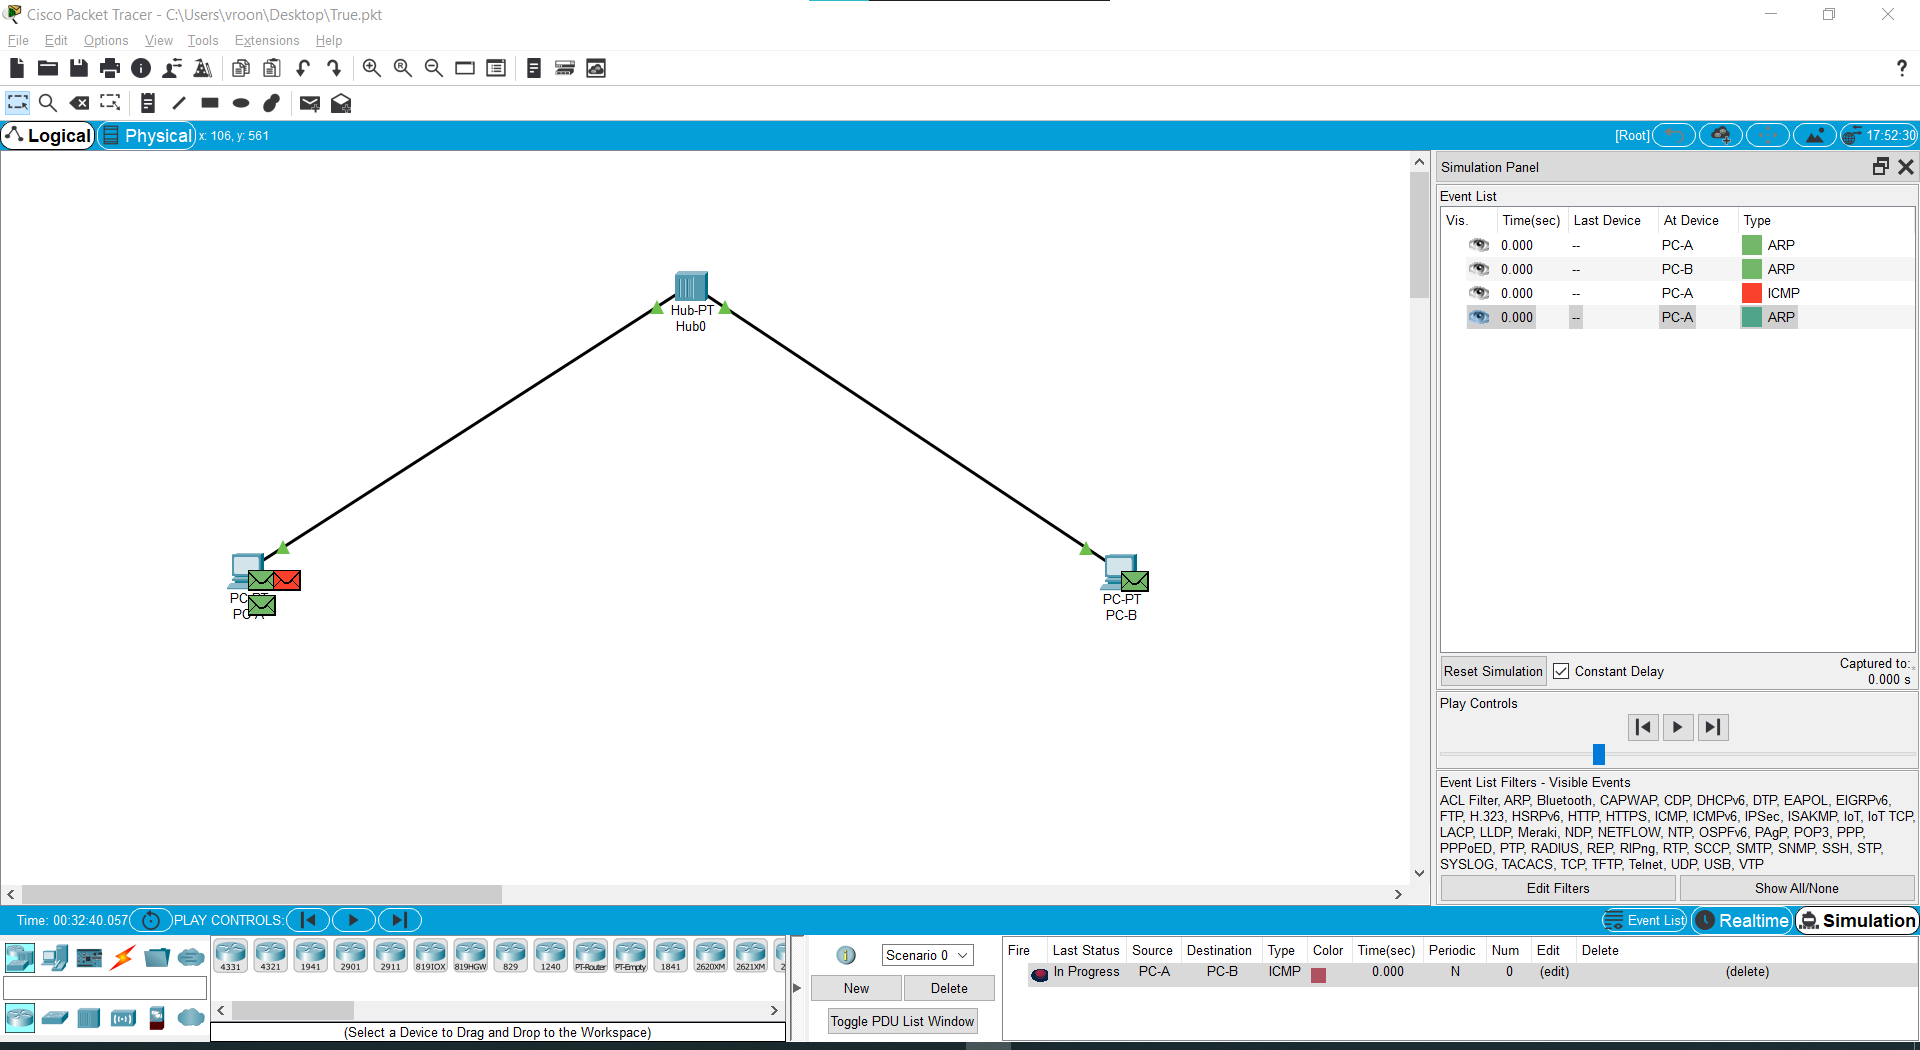 Cisco Packet Tracer - C:\Users\vroon\Desktop\True.pkt
File Edit Options View Tools Extensions Help
?
Logical Physical x: 106, y: 561 [Root] 17:52:30
Simulation Panel
Event List
Vis. Time(sec) Last Device At Device Type
0.000 -- PC-A ARP
0.000 -- PC-B ARP
0.000 -- PC-A ICMP
0.000 -- PC-A ARP
Hub-PT
Hub0
PC-PT
PC-B
Reset Simulation Constant Delay Captured to:
0.000 s
Play Controls
Event List Filters - Visible Events
ACL Filter, ARP, Bluetooth, CAPWAP, CDP, DHCPv6, DTP, EAPOL, EIGRPv6,
FTP, H.323, HSRPv6, HTTP, HTTPS, ICMP, ICMPv6, IPSec, ISAKMP, IoT, IoT TCP,
LACP, LLDP, Meraki, NDP, NETFLOW, NTP, OSPFv6, PAgP, POP3, PPP,
PPPoED, PTP, RADIUS, REP, RIPng, RTP, SCCP, SMTP, SNMP, SSH, STP,
SYSLOG, TACACS, TCP, TFTP, Telnet, UDP, USB, VTP
Edit Filters Show All/None
Time: 00:32:40.057 PLAY CONTROLS: Event List Realtime Simulation
4331 4321 1941 2901 2911 819IOX 819HGW 829 1240 PT-Router PT-Empty 1841 2620XM 2621XM
(Select a Device to Drag and Drop to the Workspace)
Scenario 0
New Delete
Toggle PDU List Window
Fire Last Status Source Destination Type Color Time(sec) Periodic Num Edit Delete
In Progress PC-A PC-B ICMP 0.000 N 0 (edit) (delete)